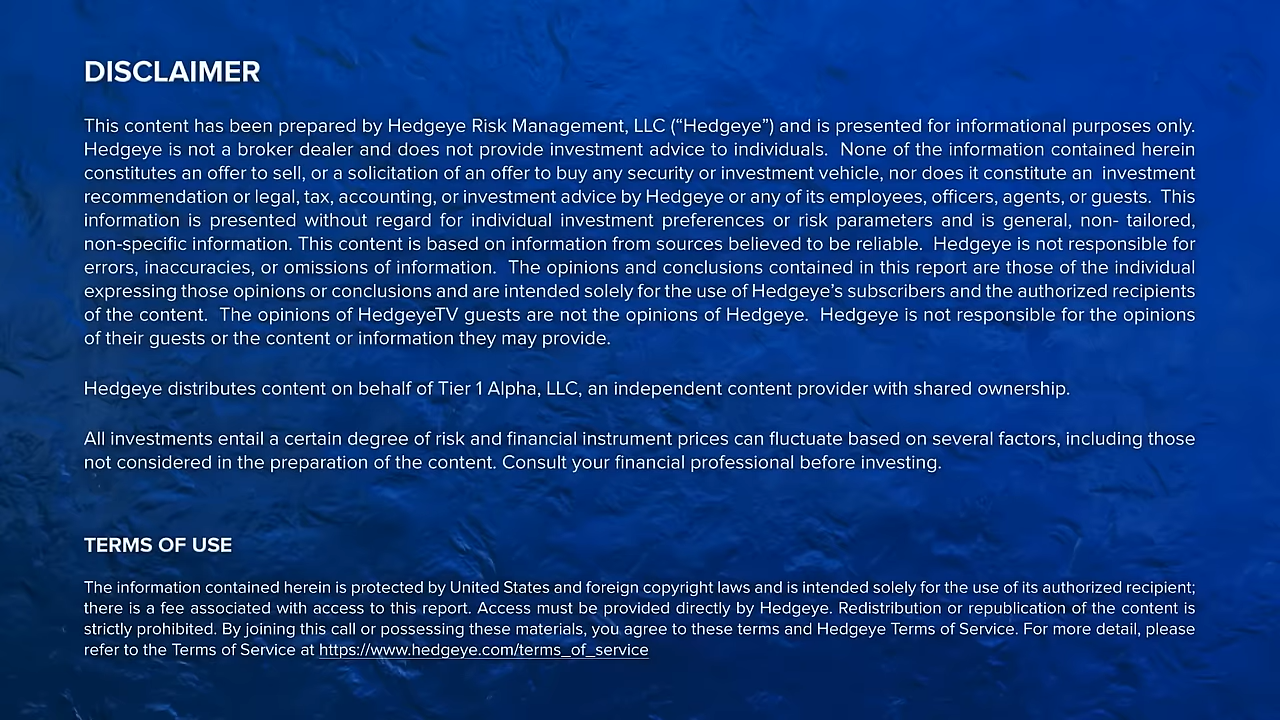 DISCLAIMER
This content has been prepared by Hedgeye Risk Management, LLC (“Hedgeye”) and is presented for informational purposes only.
Hedgeye is not a broker dealer and does not provide investment advice to individuals.  None of the information contained herein
constitutes an offer to sell, or a solicitation of an offer to buy any security or investment vehicle, nor does it constitute an  investment
recommendation or legal, tax, accounting, or investment advice by Hedgeye or any of its employees, officers, agents, or guests.  This
information is presented without regard for individual investment preferences or risk parameters and is general, non- tailored,
non-specific information. This content is based on information from sources believed to be reliable.  Hedgeye is not responsible for
errors, inaccuracies, or omissions of information.  The opinions and conclusions contained in this report are those of the individual
expressing those opinions or conclusions and are intended solely for the use of Hedgeye’s subscribers and the authorized recipients
of the content.  The opinions of HedgeyeTV guests are not the opinions of Hedgeye.  Hedgeye is not responsible for the opinions
of their guests or the content or information they may provide.
Hedgeye distributes content on behalf of Tier 1 Alpha, LLC, an independent content provider with shared ownership.
All investments entail a certain degree of risk and financial instrument prices can fluctuate based on several factors, including those
not considered in the preparation of the content. Consult your financial professional before investing.
TERMS OF USE
The information contained herein is protected by United States and foreign copyright laws and is intended solely for the use of its authorized recipient;
there is a fee associated with access to this report. Access must be provided directly by Hedgeye. Redistribution or republication of the content is
strictly prohibited. By joining this call or possessing these materials, you agree to these terms and Hedgeye Terms of Service. For more detail, please
refer to the Terms of Service at https://www.hedgeye.com/terms_of_service